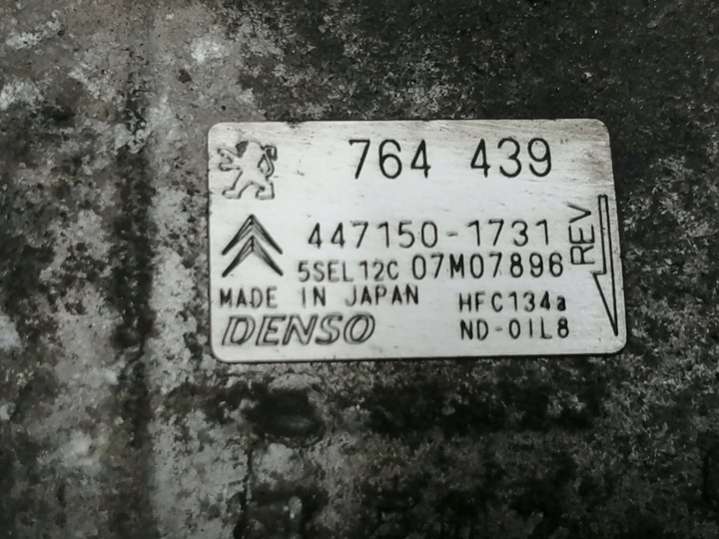 764 439
447150-1731
5SEL12C 07M07896
REV
MADE IN JAPAN HFC134a
DENSO ND-OIL8